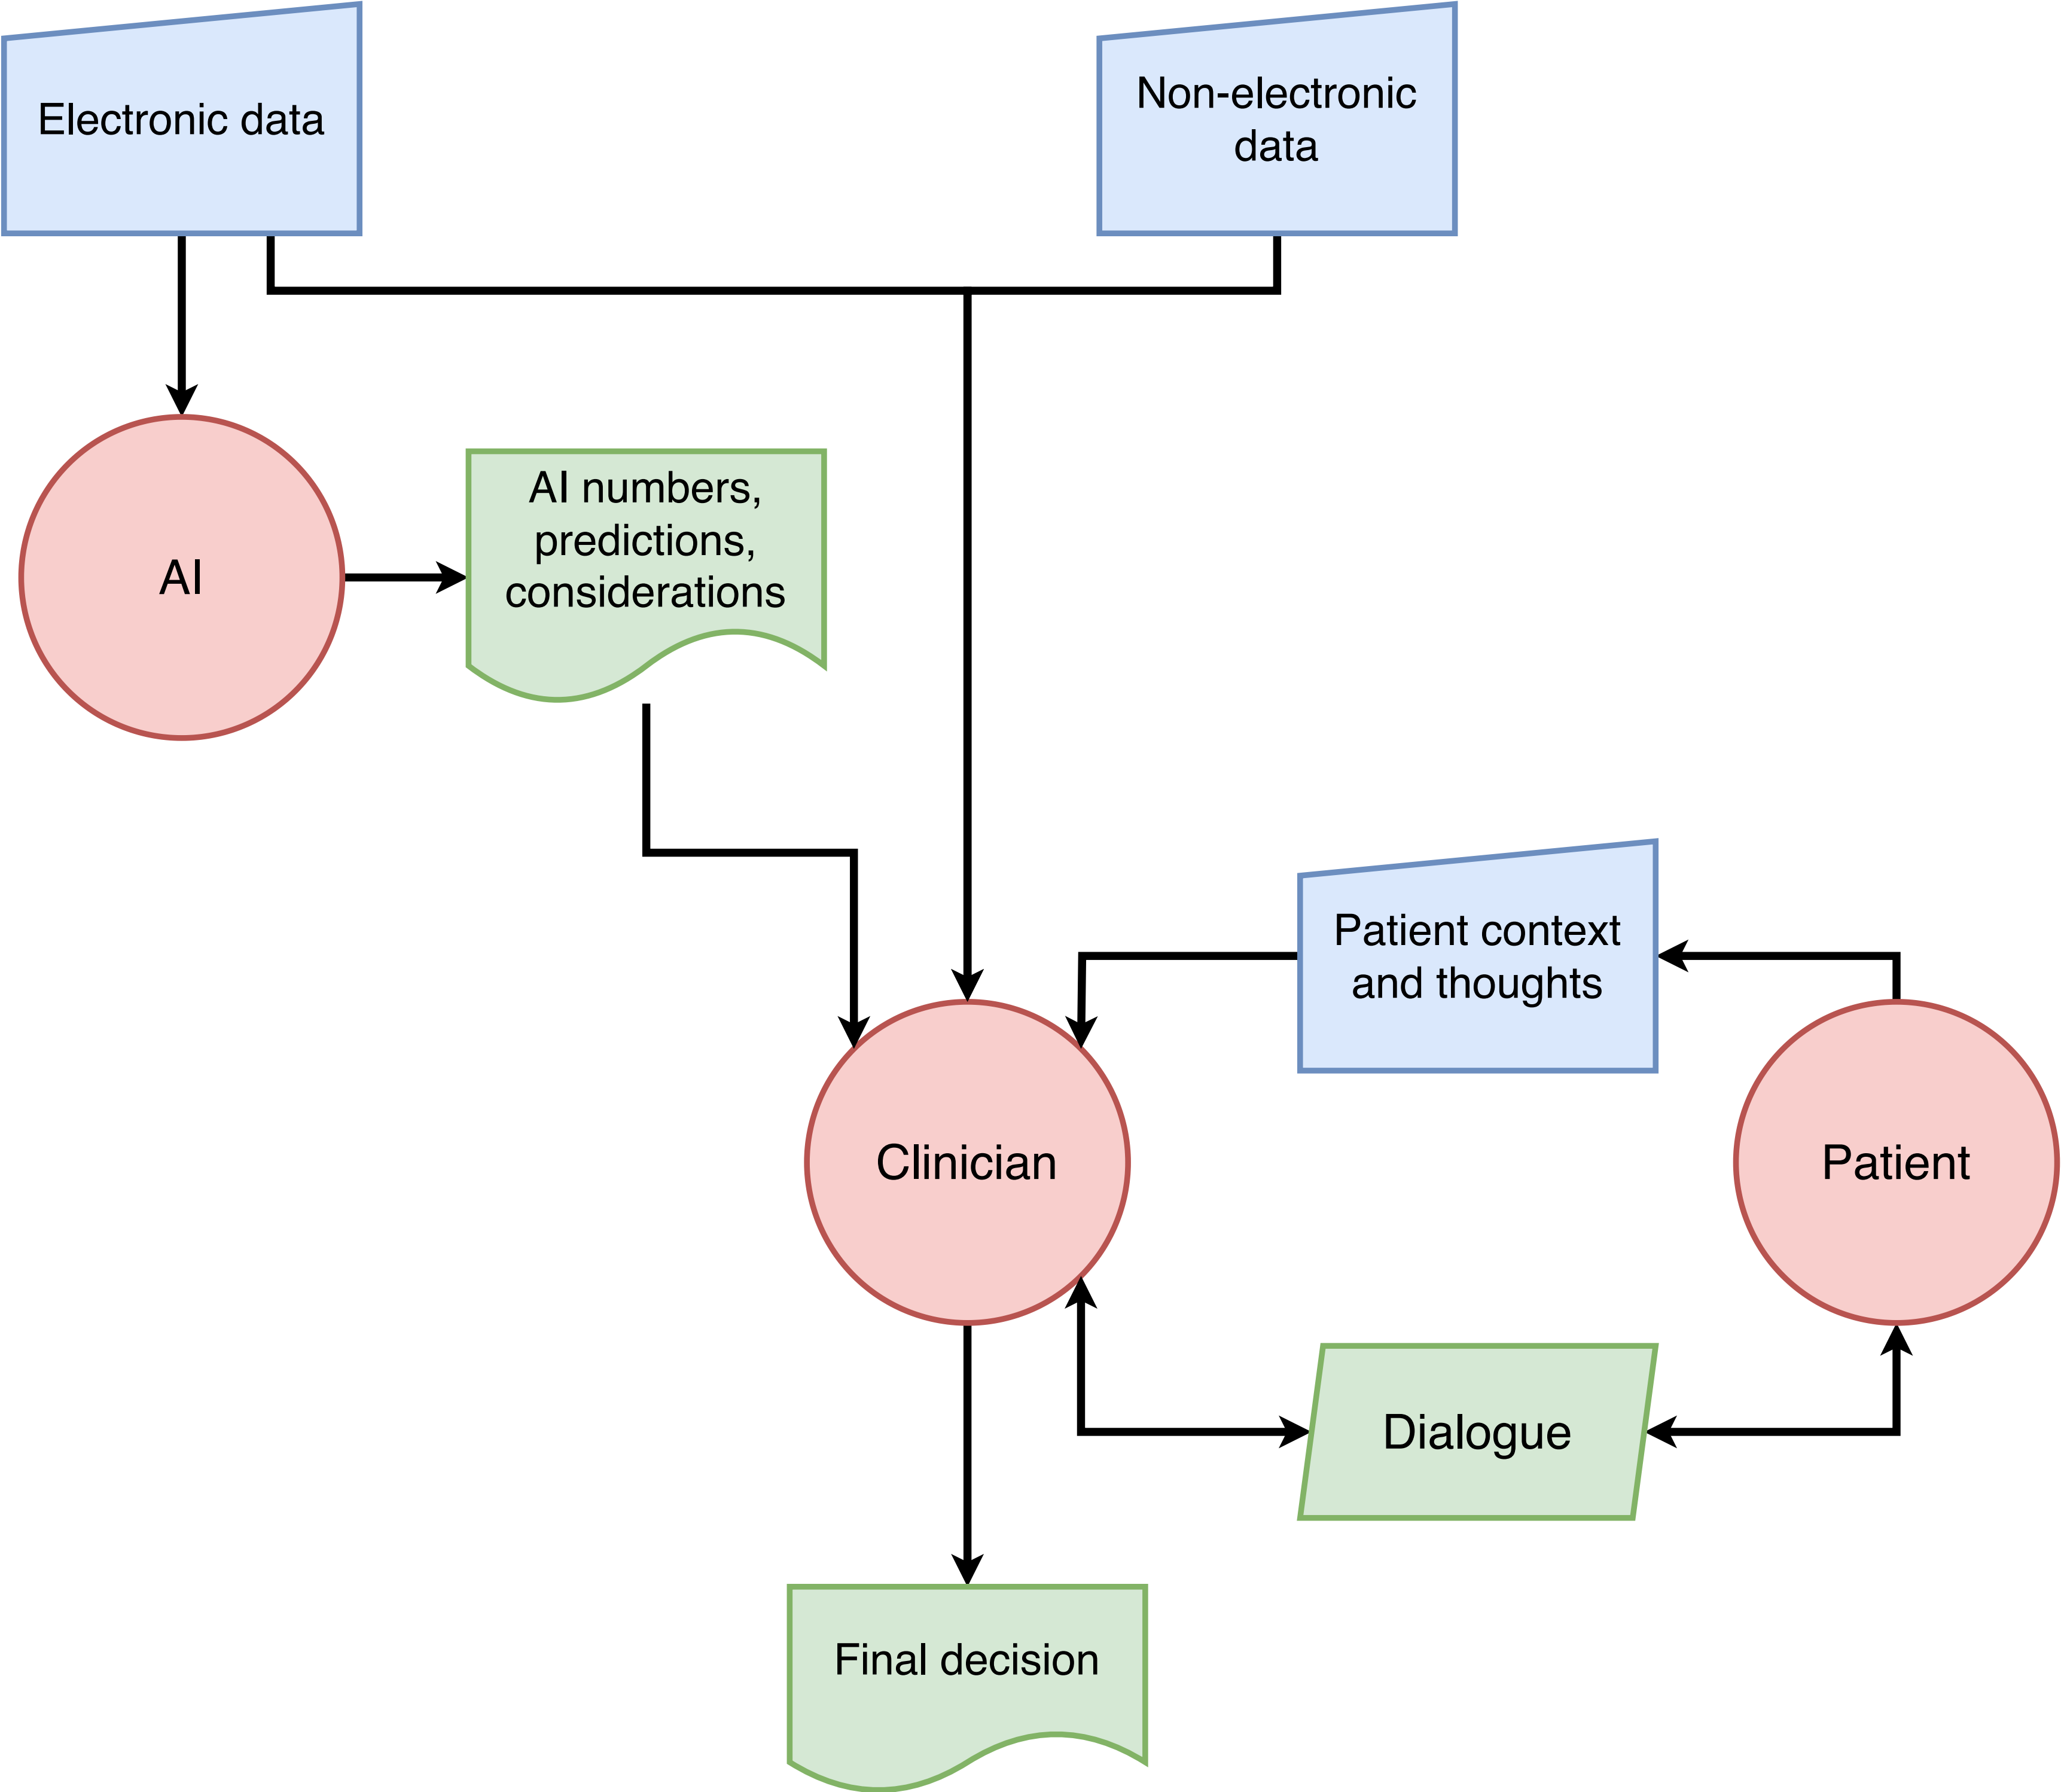 Electronic data
Non-electronic
data
AI
AI numbers,
predictions,
considerations
Patient context
and thoughts
Clinician
Patient
Dialogue
Final decision